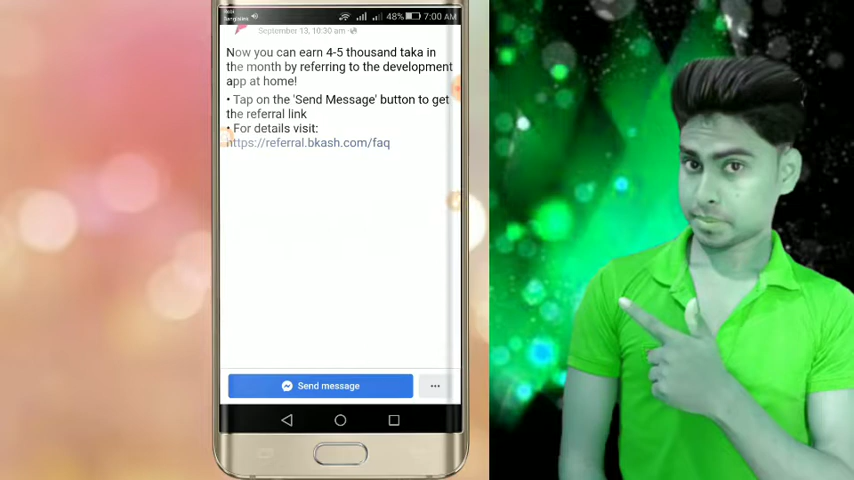 48% 7:00 AM
September 13, 10:30 am
Now you can earn 4-5 thousand taka in
the month by referring to the development
app at home!
• Tap on the 'Send Message' button to get
the referral link
• For details visit:
https://referral.bkash.com/faq
Send message